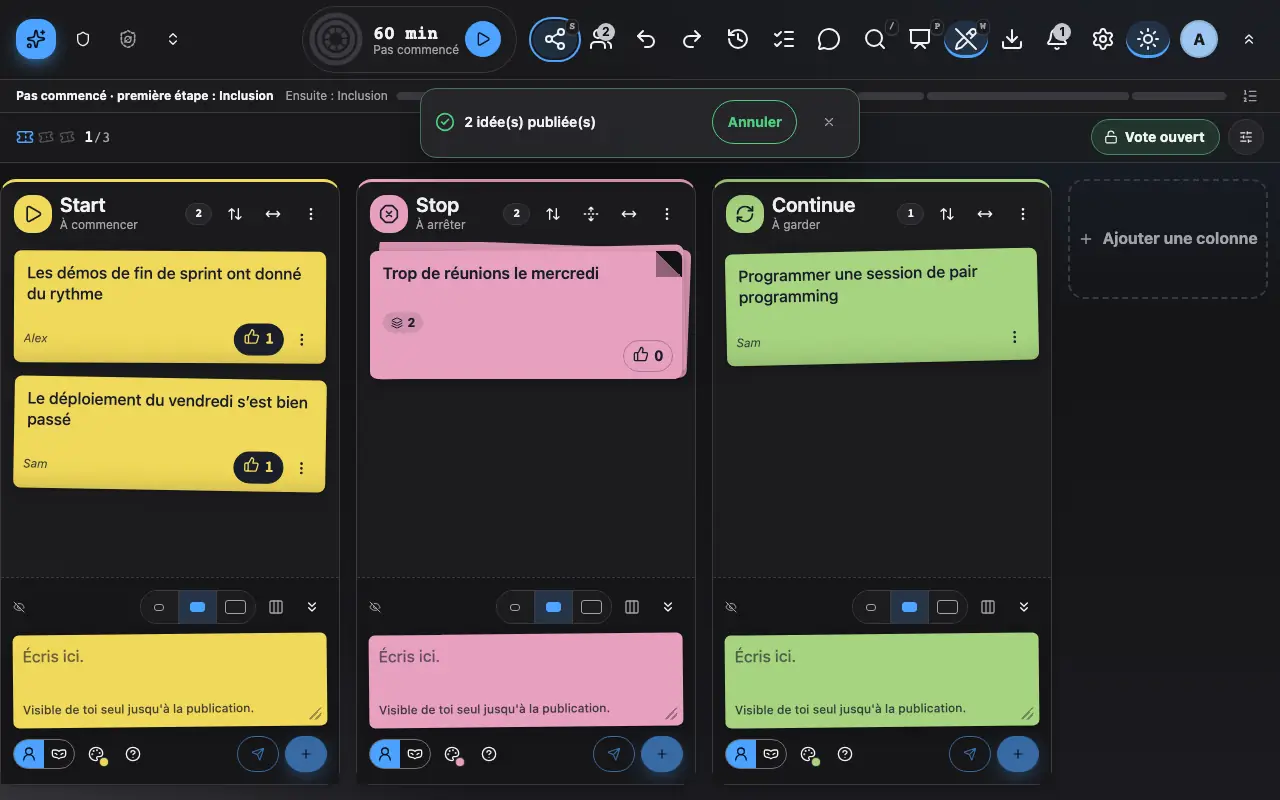 60 min
Pas commencé
S
2
/
P
W
1
A
Pas commencé · première étape : Inclusion
Ensuite : Inclusion
2 idée(s) publiée(s)
Annuler
1/3
Vote ouvert
Start
À commencer
2
Les démos de fin de sprint ont donné
du rythme
Alex
1
Le déploiement du vendredi s'est bien
passé
Sam
1
Écris ici.
Visible de toi seul jusqu'à la publication.
Stop
À arrêter
2
Trop de réunions le mercredi
2
0
Écris ici.
Visible de toi seul jusqu'à la publication.
Continue
À garder
1
Programmer une session de pair
programming
Sam
Écris ici.
Visible de toi seul jusqu'à la publication.
+ Ajouter une colonne